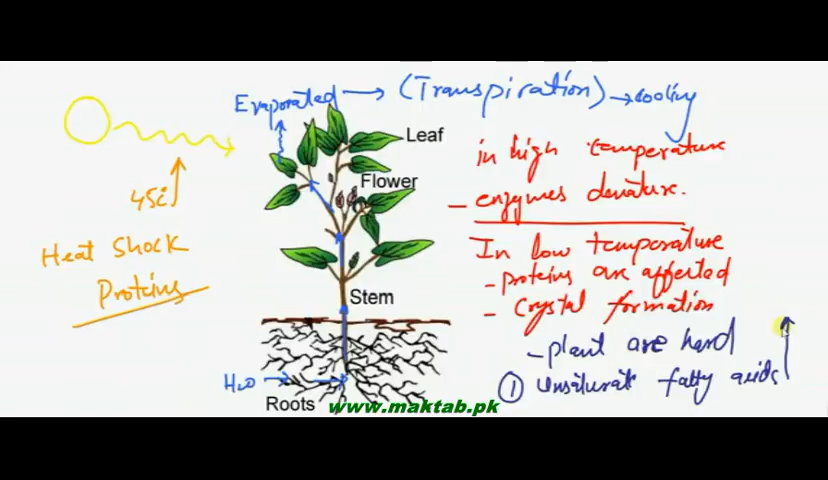 Evaporated → (Transpiration) → cooling
Leaf
Flower
Stem
Roots
45c
Heat Shock
Proteins
H2o
in high temperature
– enzymes denature.
In low temperature
- proteins are affected
- Crystal formation
- plant are hard
① Unsiturat fatty acids
www.maktab.pk